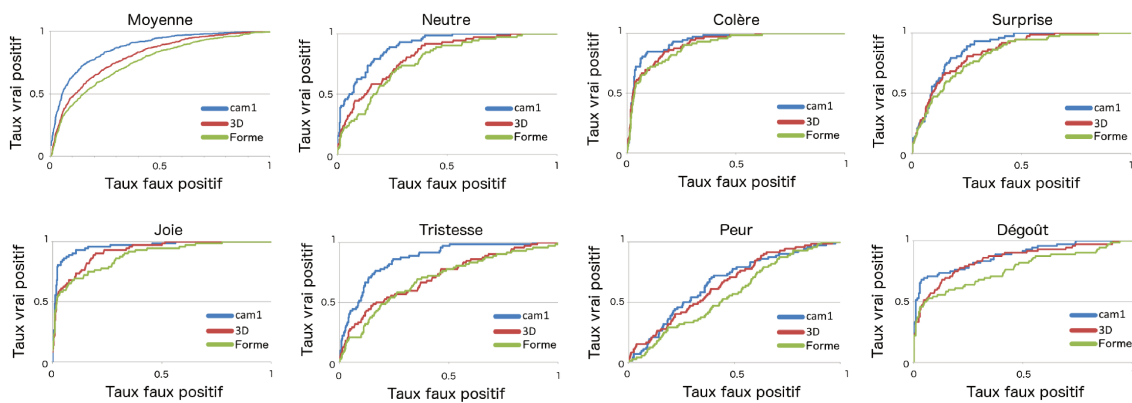 Moyenne
Taux vrai positif
1
0.5
0
cam1
3D
Forme
0
0.5
1
Taux faux positif
Neutre
Taux vrai positif
1
0.5
0
cam1
3D
Forme
0
0.5
1
Taux faux positif
Colère
Taux vrai positif
1
0.5
0
cam1
3D
Forme
0
0.5
1
Taux faux positif
Surprise
Taux vrai positif
1
0.5
0
cam1
3D
Forme
0
0.5
1
Taux faux positif
Joie
Taux vrai positif
1
0.5
0
cam1
3D
Forme
0
0.5
1
Taux faux positif
Tristesse
Taux vrai positif
1
0.5
0
cam1
3D
Forme
0
0.5
1
Taux faux positif
Peur
Taux vrai positif
1
0.5
0
cam1
3D
Forme
0
0.5
1
Taux faux positif
Dégoût
Taux vrai positif
1
0.5
0
cam1
3D
Forme
0
0.5
1
Taux faux positif